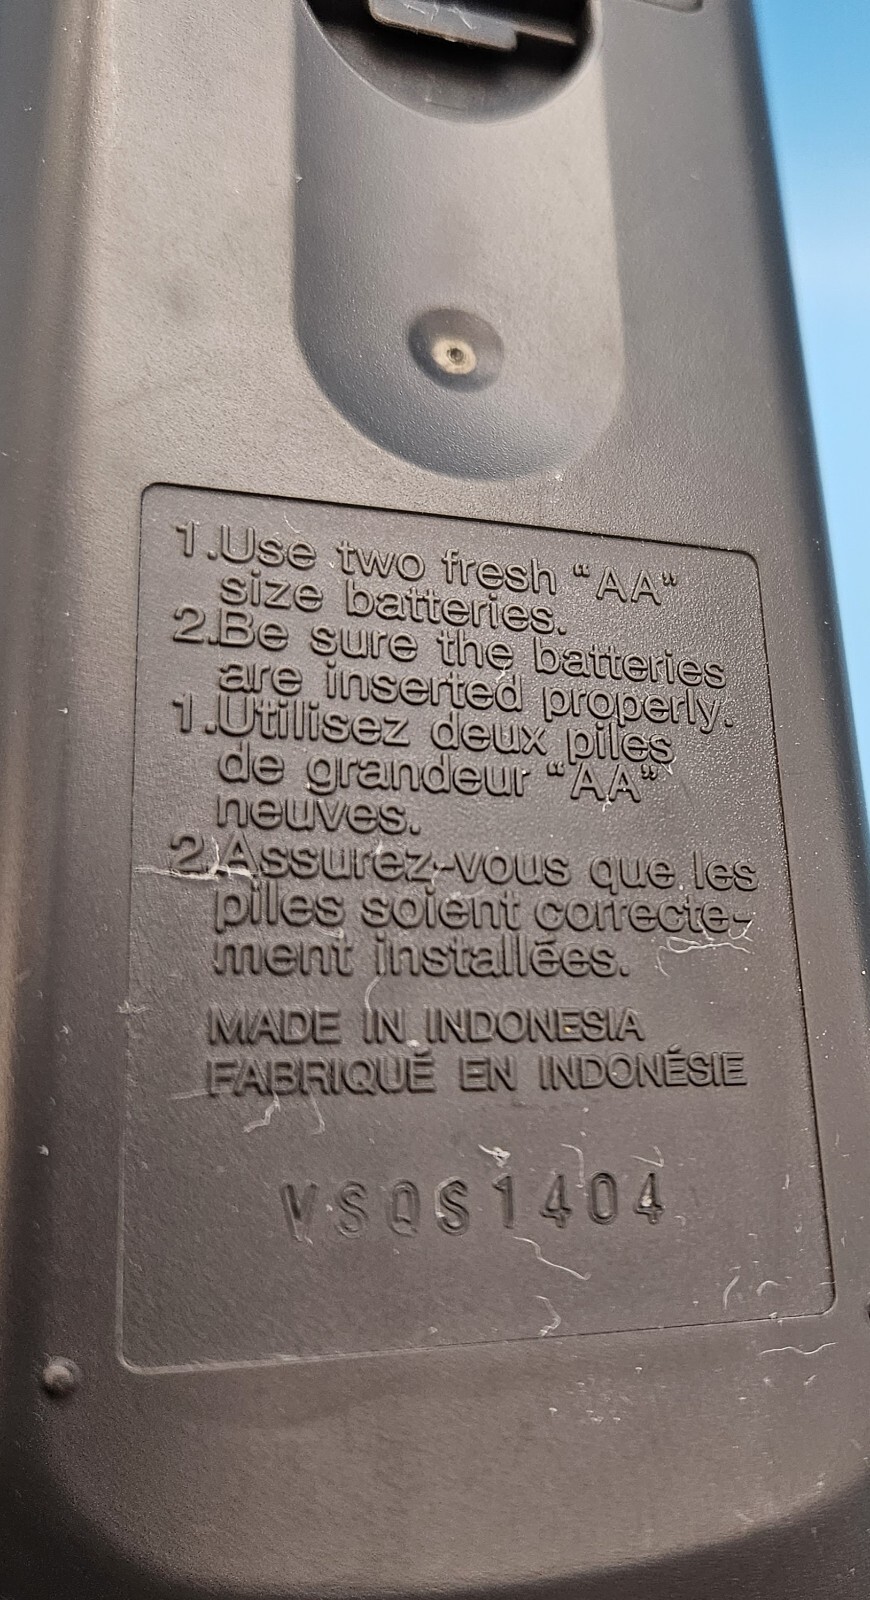 1.Use two fresh “AA”
size batteries.
2.Be sure the batteries
are inserted properly.
1.Utilisez deux piles
de grandeur “AA”
neuves.
2.Assurez-vous que les
piles soient correcte-
ment installées.
MADE IN INDONESIA
FABRIQUÉ EN INDONÉSIE
VSQS1404